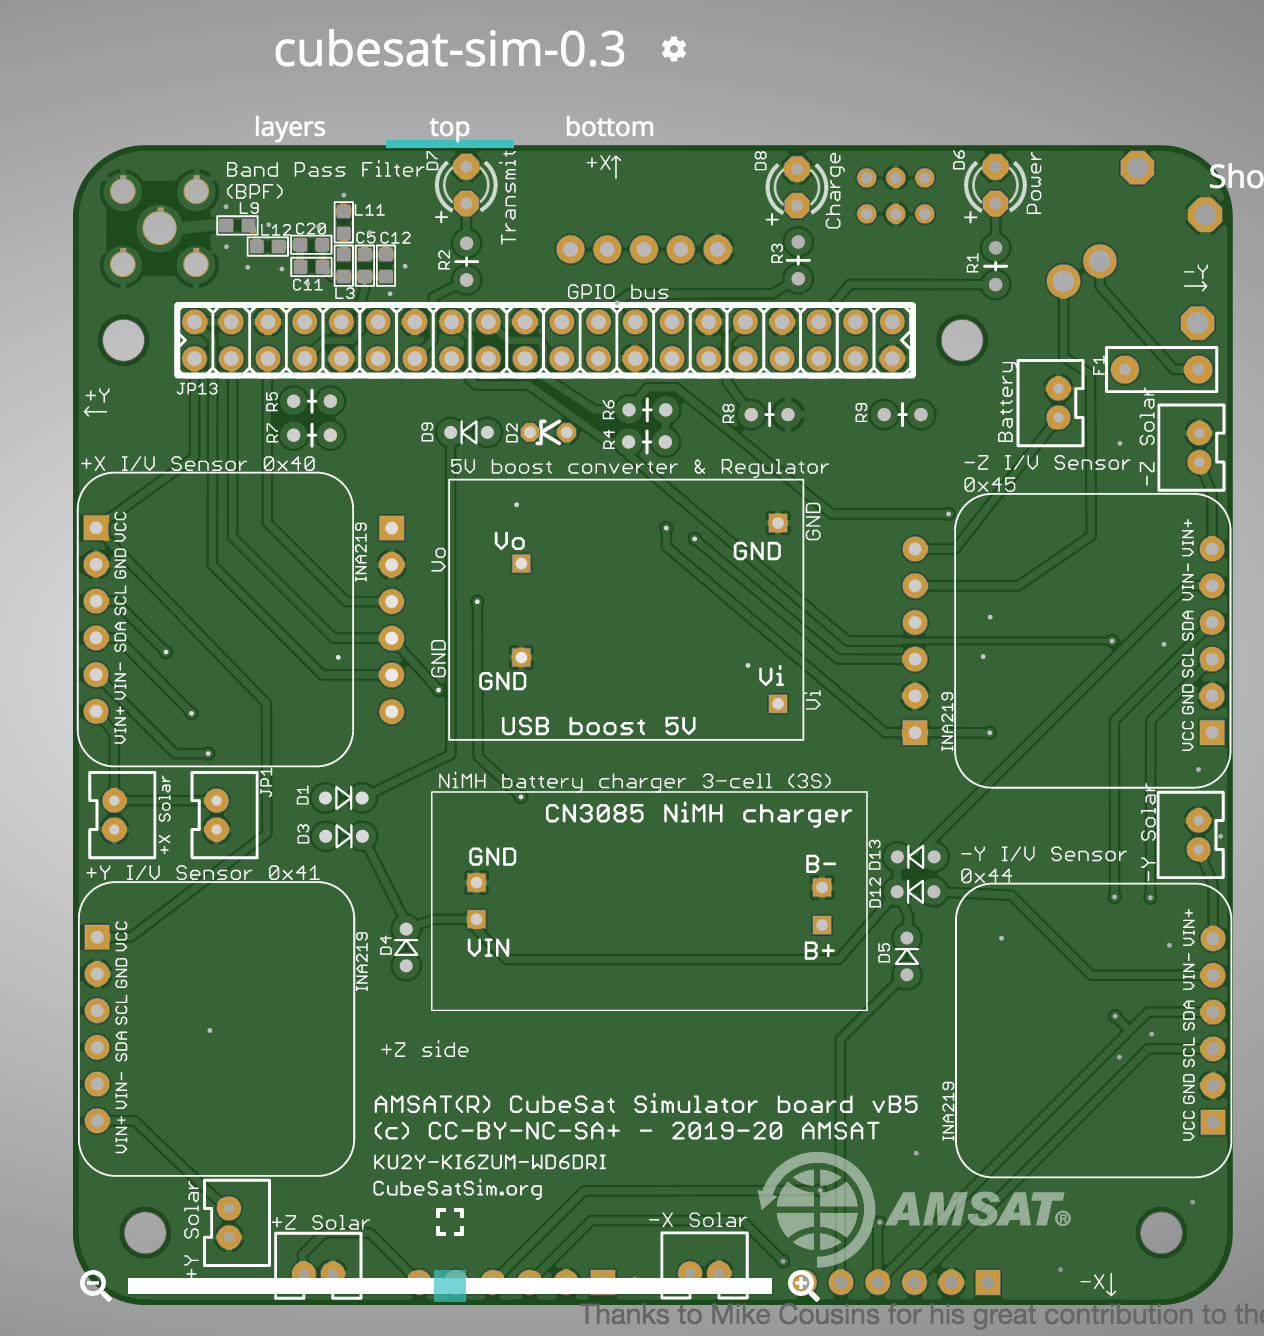 cubesat-sim-0.3
layers
top
bottom
Sho
Band Pass Filter
(BPF)
D7
Transmit
+X
D8
Charge
D6
Power
L9
L11
L12
C20
C5
C12
C11
L3
+
R2
+
R3
+
R1
-Y
GPIO bus
JP13
F1
+Y
R5
R7
D9
D2
R6
R4
R8
R9
Battery
-Z Solar
+X I/V Sensor 0x40
5V boost converter & Regulator
-Z I/V Sensor
0x45
VCC
GND
SCL
SDA
VIN-
VIN+
INA219
Vo
GND
Vo
GND
GND
GND
Vi
Vi
USB boost 5V
VIN+
VIN-
SDA
SCL
GND
VCC
INA219
+X Solar
JP1
D1
D3
NiMH battery charger 3-cell (3S)
CN3085 NiMH charger
GND
VIN
B-
B+
D13
D12
D5
D4
-Y Solar
+Y I/V Sensor 0x41
-Y I/V Sensor
0x44
VCC
GND
SCL
SDA
VIN-
VIN+
INA219
VIN+
VIN-
SDA
SCL
GND
VCC
INA219
+Z side
AMSAT(R) CubeSat Simulator board vB5
(c) CC-BY-NC-SA+ - 2019-20 AMSAT
KU2Y-KI6ZUM-WD6DRI
CubeSatSim.org
AMSAT®
+Y Solar
+Z Solar
-X Solar
-X
Thanks to Mike Cousins for his great contribution to the